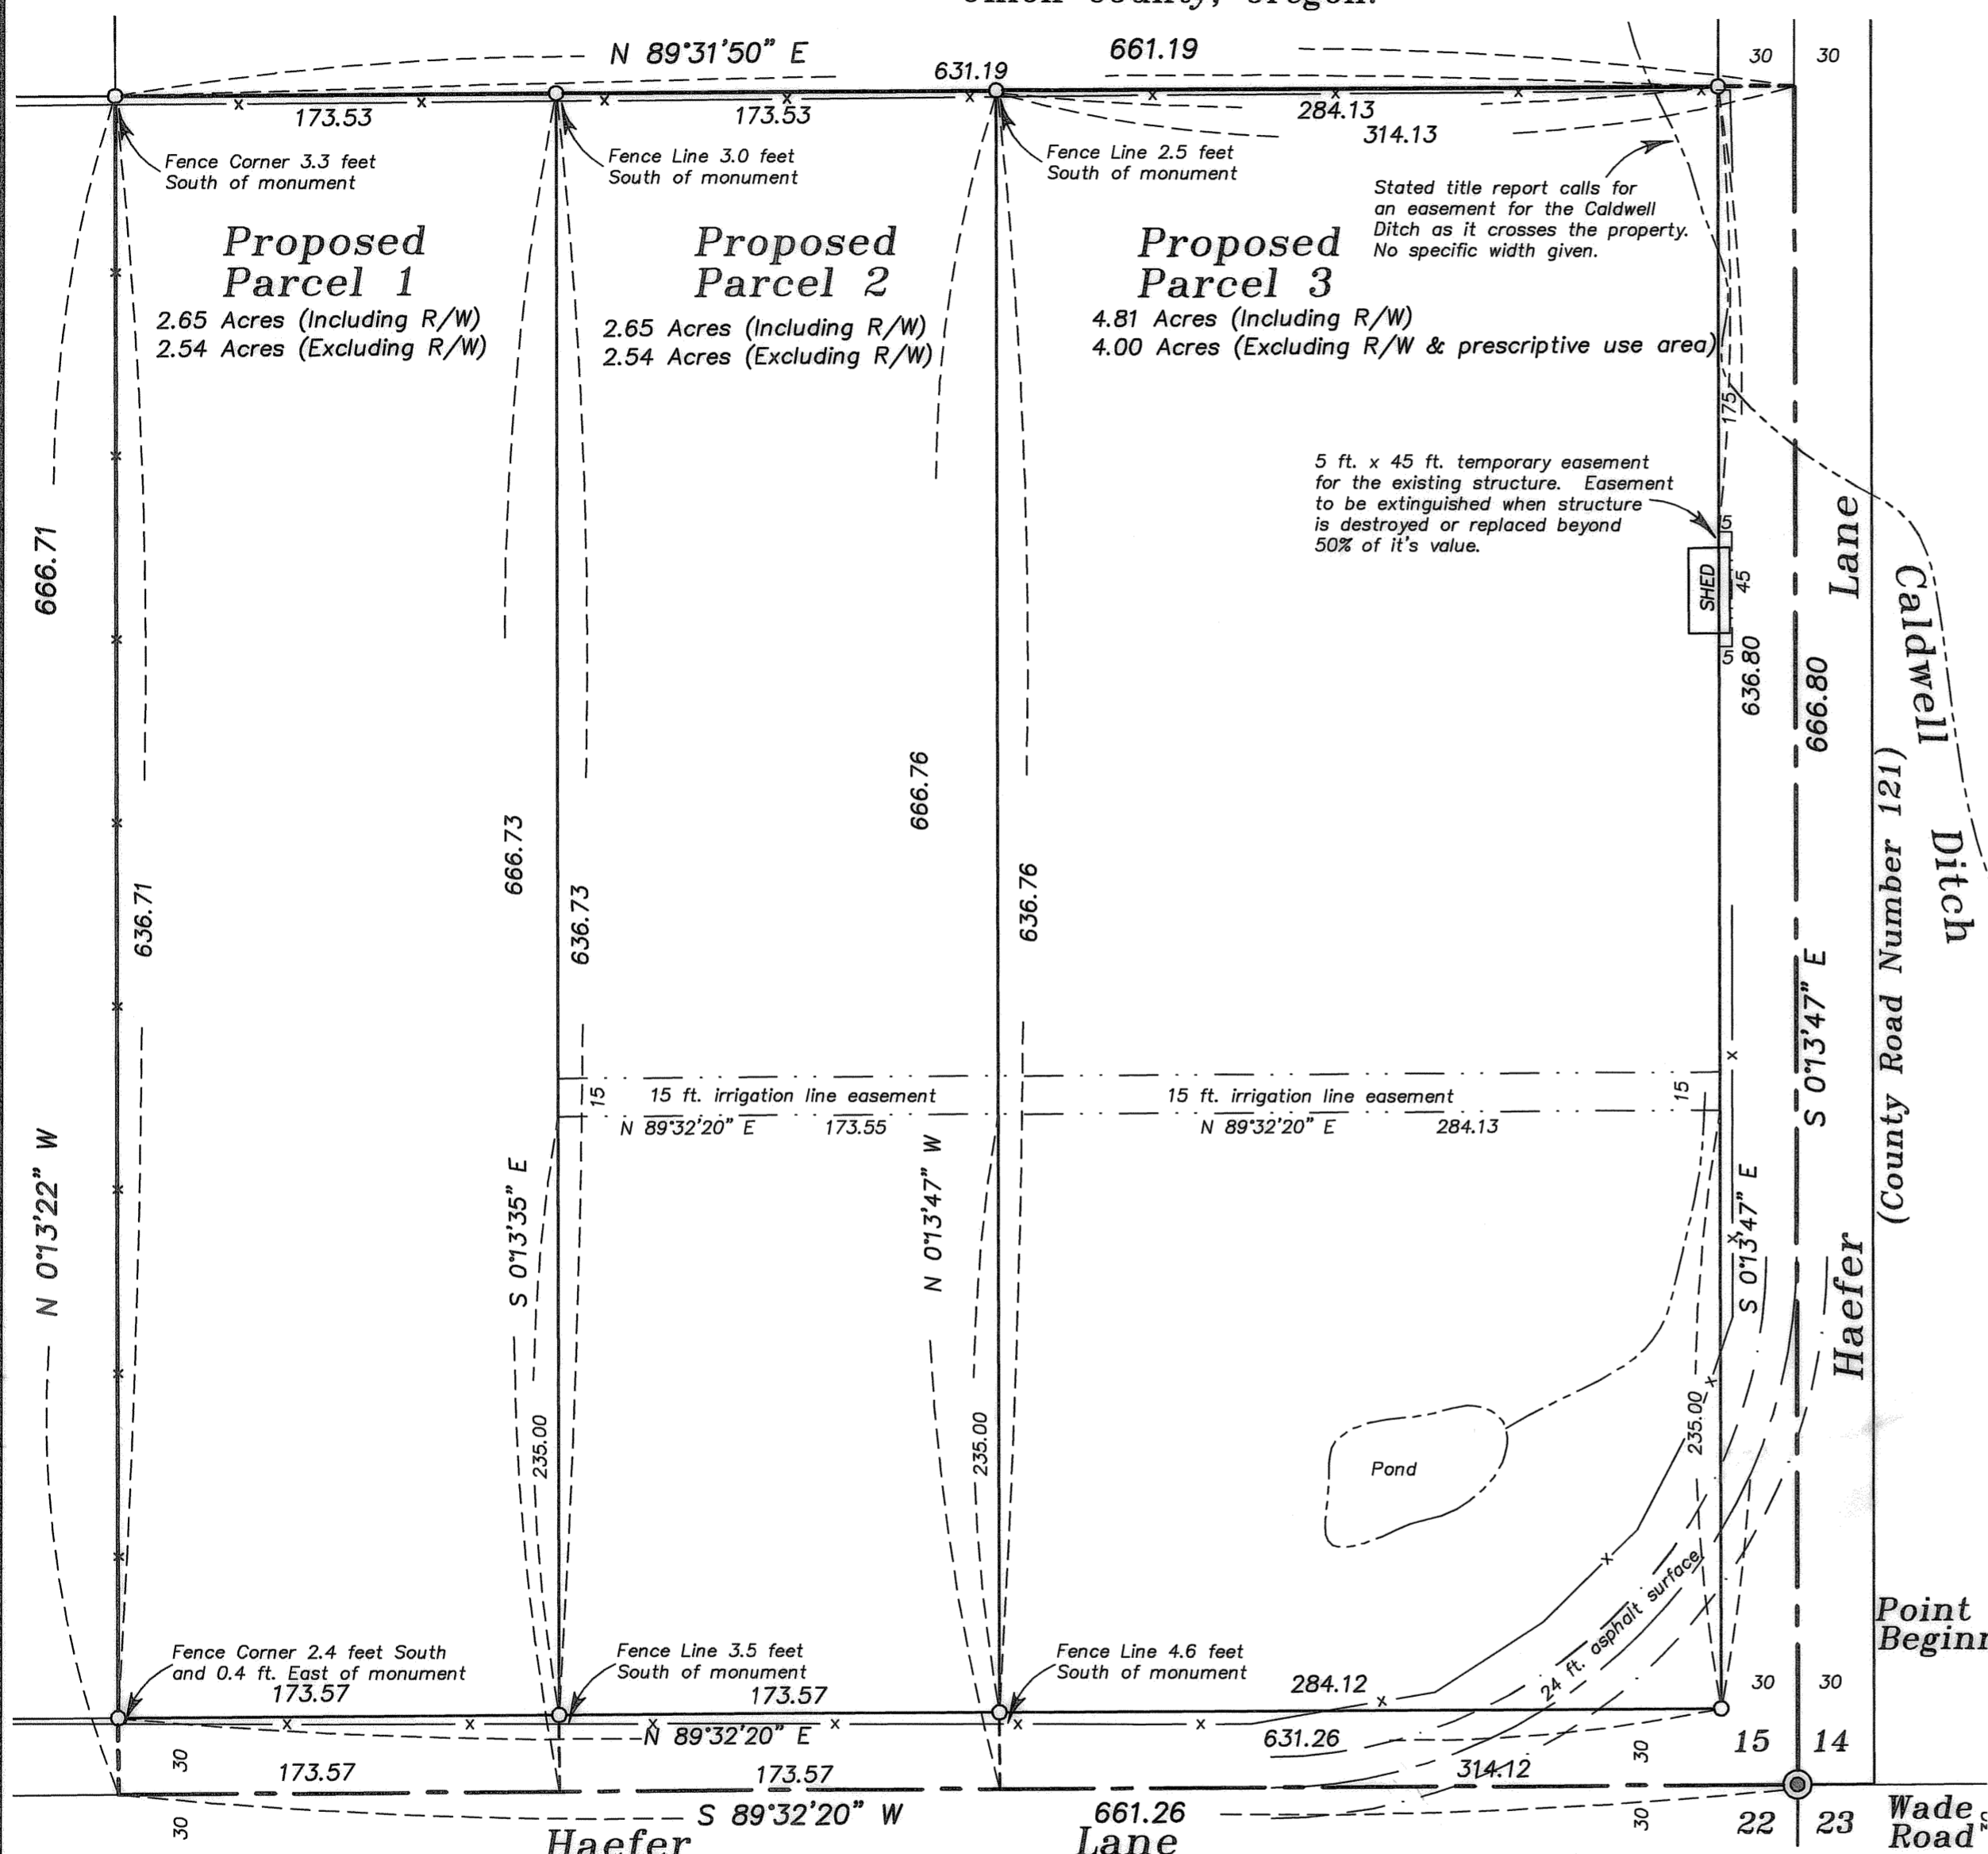 Union County, Oregon.
N 89°31'50" E
661.19
30
30
631.19
173.53
173.53
284.13
314.13
Fence Corner 3.3 feet
South of monument
Fence Line 3.0 feet
South of monument
Fence Line 2.5 feet
South of monument
Stated title report calls for
an easement for the Caldwell
Ditch as it crosses the property.
No specific width given.
Proposed
Parcel 1
2.65 Acres (Including R/W)
2.54 Acres (Excluding R/W)
Proposed
Parcel 2
2.65 Acres (Including R/W)
2.54 Acres (Excluding R/W)
Proposed
Parcel 3
4.81 Acres (Including R/W)
4.00 Acres (Excluding R/W & prescriptive use area)
175
5 ft. x 45 ft. temporary easement
for the existing structure. Easement
to be extinguished when structure
is destroyed or replaced beyond
50% of it's value.
5
SHED
45
5
636.80
666.80
Lane
Caldwell
Ditch
(County Road Number 121)
S 0°13'47" E
Haefer
666.71
636.71
N 0°13'22" W
666.73
636.73
S 0°13'35" E
666.76
636.76
N 0°13'47" W
15
15 ft. irrigation line easement
15 ft. irrigation line easement
15
N 89°32'20" E
173.55
N 89°32'20" E
284.13
S 0°13'47" E
235.00
235.00
235.00
Pond
24 ft. asphalt surface
Point
Fence Corner 2.4 feet South
and 0.4 ft. East of monument
Fence Line 3.5 feet
South of monument
Fence Line 4.6 feet
South of monument
173.57
173.57
284.12
30
30
N 89°32'20" E
631.26
15
14
30
30
173.57
173.57
314.12
S 89°32'20" W
661.26
30
30
22
23
Wade
Road
Haefer
Lane